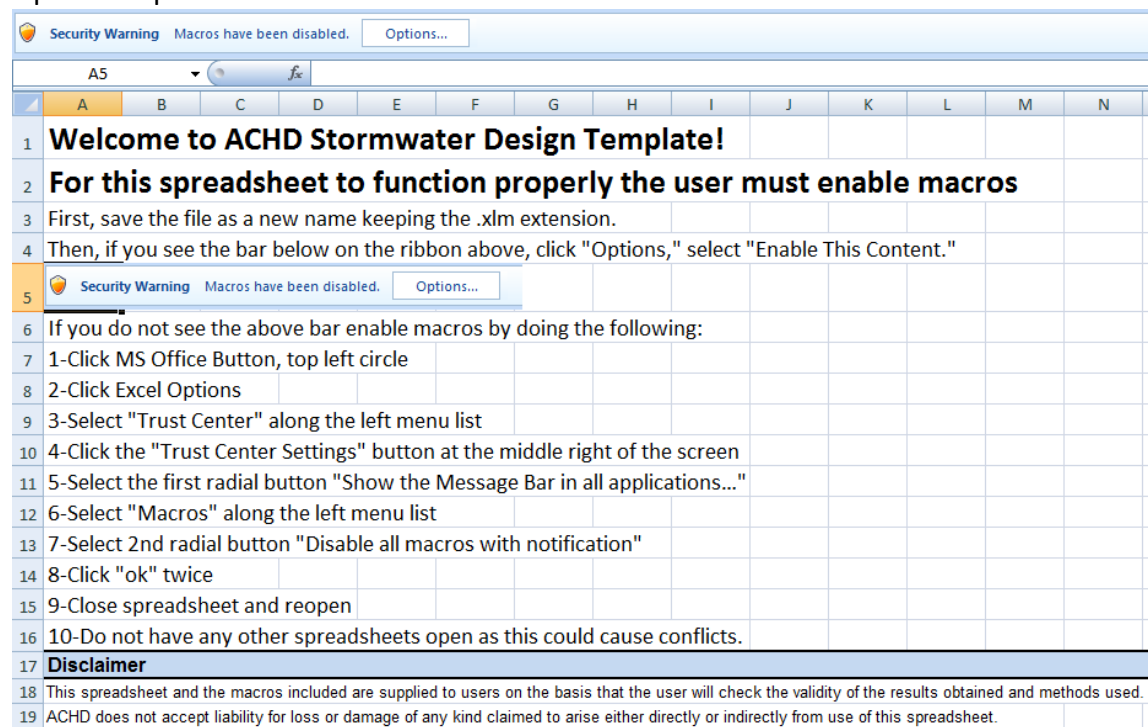 Security Warning Macros have been disabled. Options...
A5 fx
A B C D E F G H I J K L M N
1 Welcome to ACHD Stormwater Design Template!
2 For this spreadsheet to function properly the user must enable macros
3 First, save the file as a new name keeping the .xlm extension.
4 Then, if you see the bar below on the ribbon above, click "Options," select "Enable This Content."
5 Security Warning Macros have been disabled. Options...
6 If you do not see the above bar enable macros by doing the following:
7 1-Click MS Office Button, top left circle
8 2-Click Excel Options
9 3-Select "Trust Center" along the left menu list
10 4-Click the "Trust Center Settings" button at the middle right of the screen
11 5-Select the first radial button "Show the Message Bar in all applications..."
12 6-Select "Macros" along the left menu list
13 7-Select 2nd radial button "Disable all macros with notification"
14 8-Click "ok" twice
15 9-Close spreadsheet and reopen
16 10-Do not have any other spreadsheets open as this could cause conflicts.
17 Disclaimer
18 This spreadsheet and the macros included are supplied to users on the basis that the user will check the validity of the results obtained and methods used.
19 ACHD does not accept liability for loss or damage of any kind claimed to arise either directly or indirectly from use of this spreadsheet.